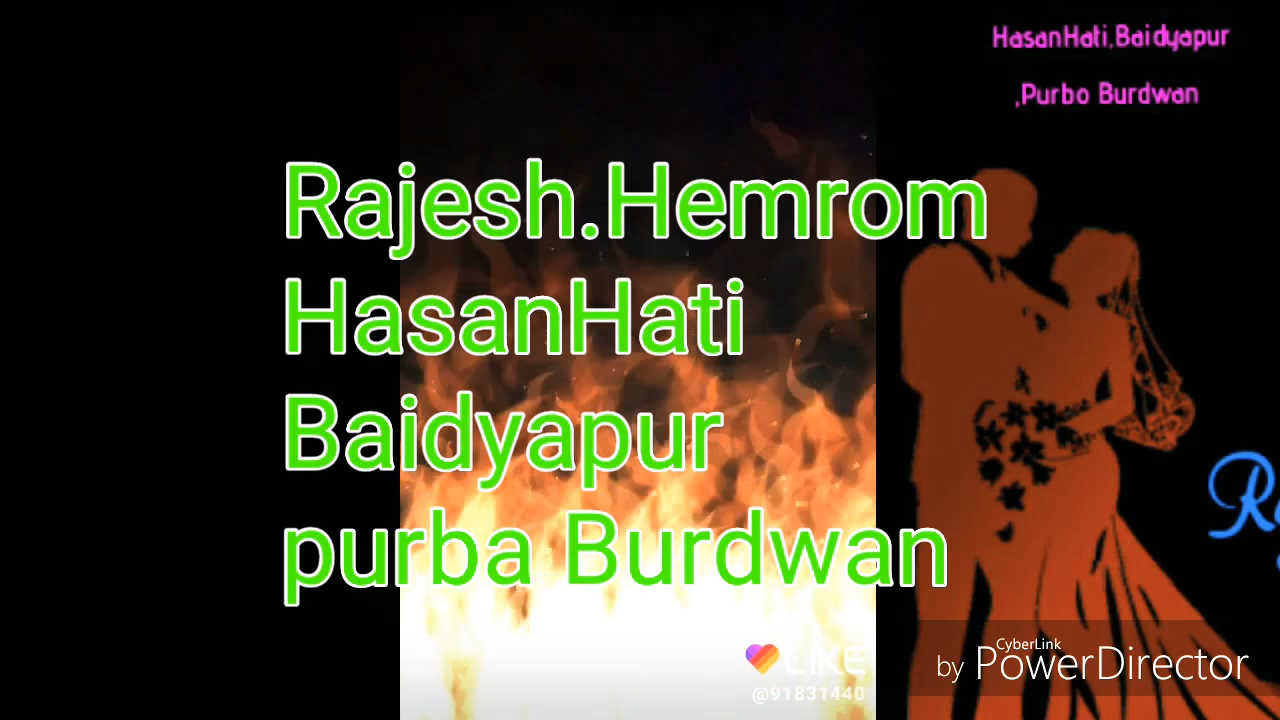 HasanHati,Baidyapur
,Purbo Burdwan
Rajesh.Hemrom
HasanHati
Baidyapur
purba Burdwan
LIKE
@91831440
CyberLink
by PowerDirector